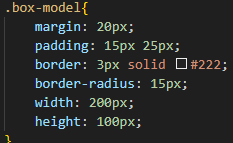 .box-model{
margin: 20px;
padding: 15px 25px;
border: 3px solid #222;
border-radius: 15px;
width: 200px;
height: 100px;
}